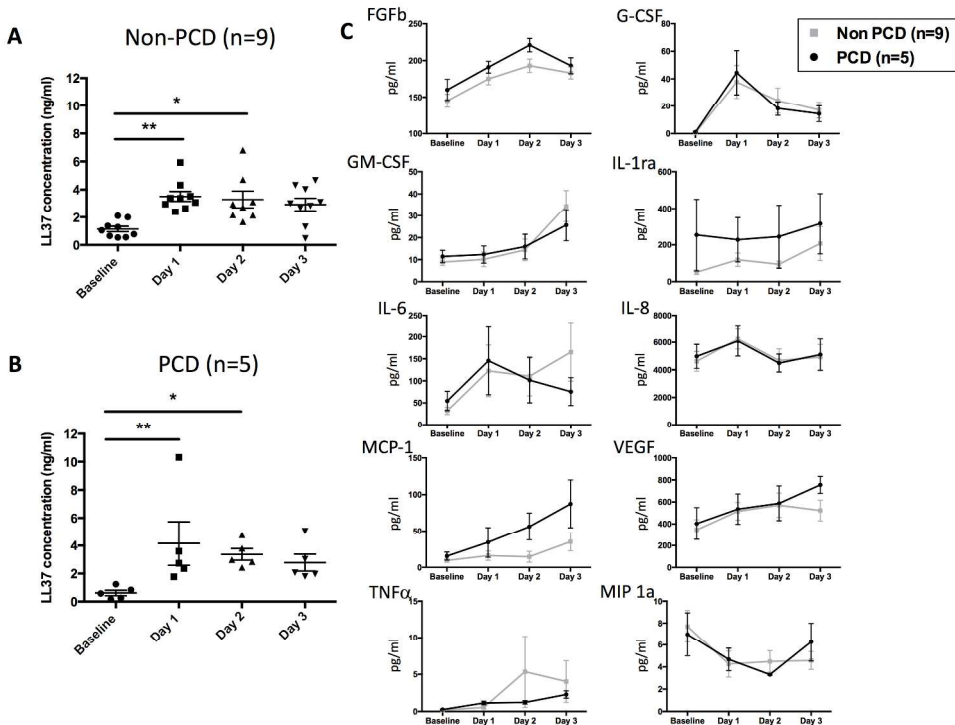 A
Non-PCD (n=9)
LL37 concentration (ng/ml)
12
10
8
6
4
2
0
*
**
Baseline
Day 1
Day 2
Day 3
B
PCD (n=5)
LL37 concentration (ng/ml)
12
10
8
6
4
2
0
*
**
Baseline
Day 1
Day 2
Day 3
C
Non PCD (n=9)
PCD (n=5)
FGFb
pg/ml
250
200
150
100
Baseline Day 1 Day 2 Day 3
G-CSF
pg/ml
80
60
40
20
0
Baseline Day 1 Day 2 Day 3
GM-CSF
pg/ml
50
40
30
20
10
0
Baseline Day 1 Day 2 Day 3
IL-1ra
pg/ml
600
400
200
0
Baseline Day 1 Day 2 Day 3
IL-6
pg/ml
250
200
150
100
50
0
Baseline Day 1 Day 2 Day 3
IL-8
pg/ml
8000
6000
4000
2000
0
Baseline Day 1 Day 2 Day 3
MCP-1
pg/ml
150
100
50
0
Baseline Day 1 Day 2 Day 3
VEGF
pg/ml
1000
800
600
400
200
0
Baseline Day 1 Day 2 Day 3
TNFα
pg/ml
15
10
5
0
Baseline Day 1 Day 2 Day 3
MIP 1a
pg/ml
10
8
6
4
2
0
Baseline Day 1 Day 2 Day 3